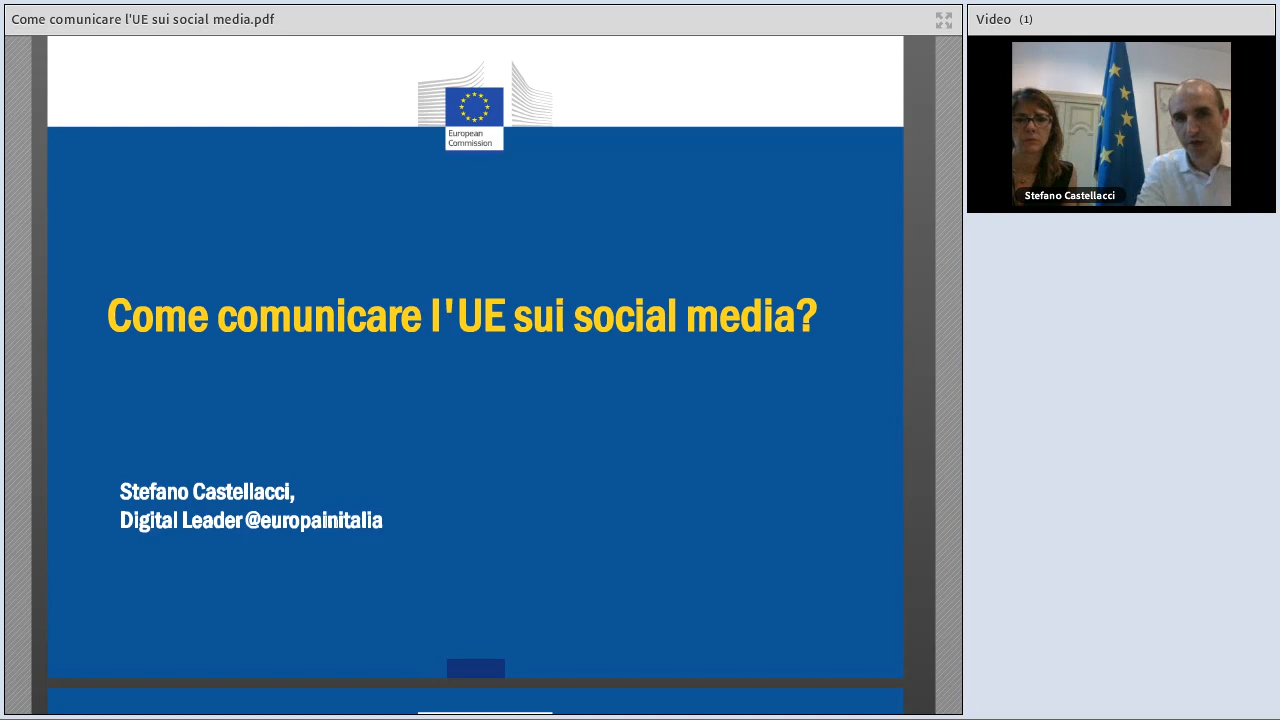 Come comunicare l'UE sui social media.pdf
Video (1)
European
Commission
Stefano Castellacci
Come comunicare l'UE sui social media?
Stefano Castellacci,
Digital Leader @europainitalia